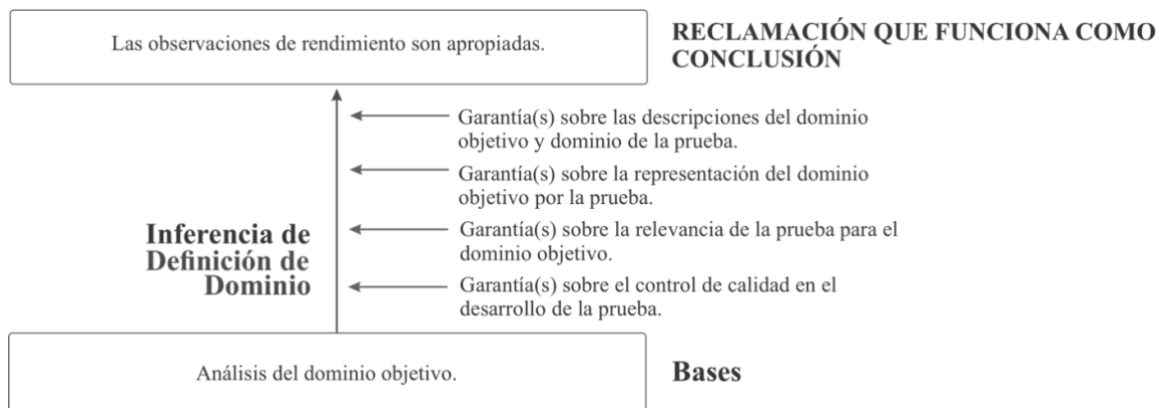 Las observaciones de rendimiento son apropiadas.
RECLAMACIÓN QUE FUNCIONA COMO
CONCLUSIÓN
Garantía(s) sobre las descripciones del dominio
objetivo y dominio de la prueba.
Garantía(s) sobre la representación del dominio
objetivo por la prueba.
Garantía(s) sobre la relevancia de la prueba para el
dominio objetivo.
Garantía(s) sobre el control de calidad en el
desarrollo de la prueba.
Inferencia de
Definición de
Dominio
Análisis del dominio objetivo.
Bases